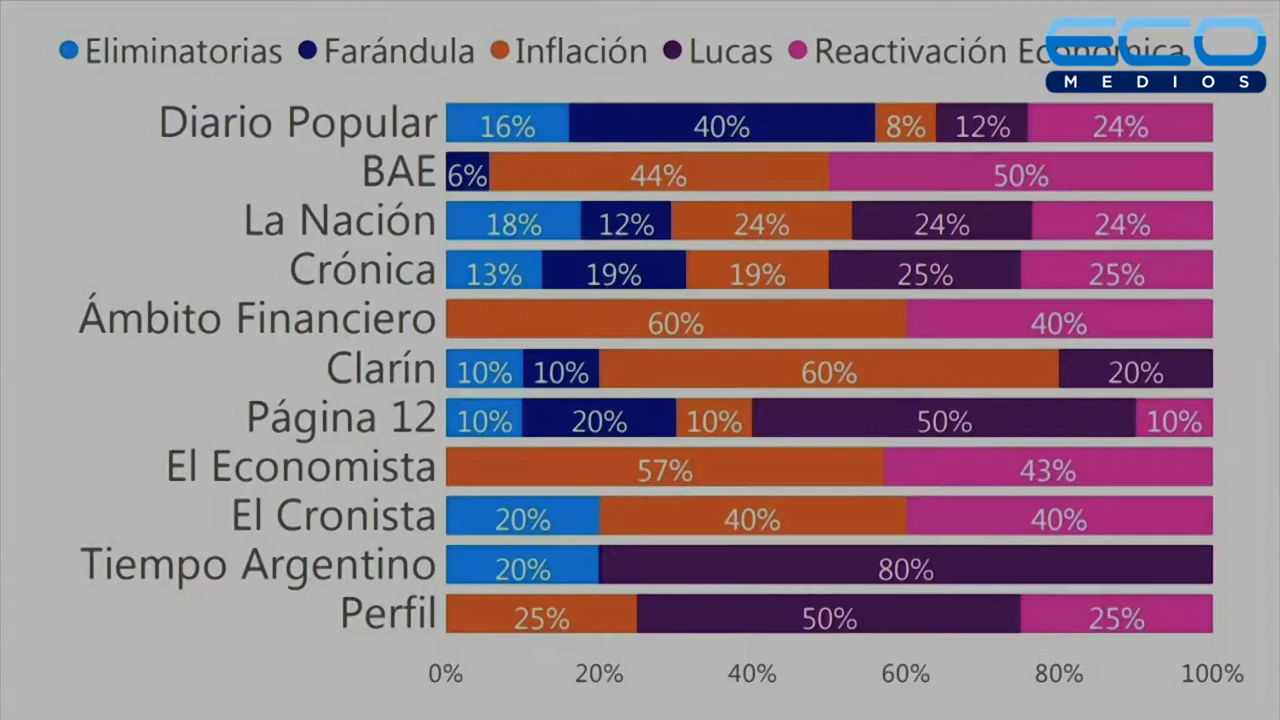 Eliminatorias Farándula Inflación Lucas Reactivación Económica
ECO
MEDIOS
Diario Popular 16% 40% 8% 12% 24%
BAE 6% 44% 50%
La Nación 18% 12% 24% 24% 24%
Crónica 13% 19% 19% 25% 25%
Ámbito Financiero 60% 40%
Clarín 10% 10% 60% 20%
Página 12 10% 20% 10% 50% 10%
El Economista 57% 43%
El Cronista 20% 40% 40%
Tiempo Argentino 20% 80%
Perfil 25% 50% 25%
0% 20% 40% 60% 80% 100%